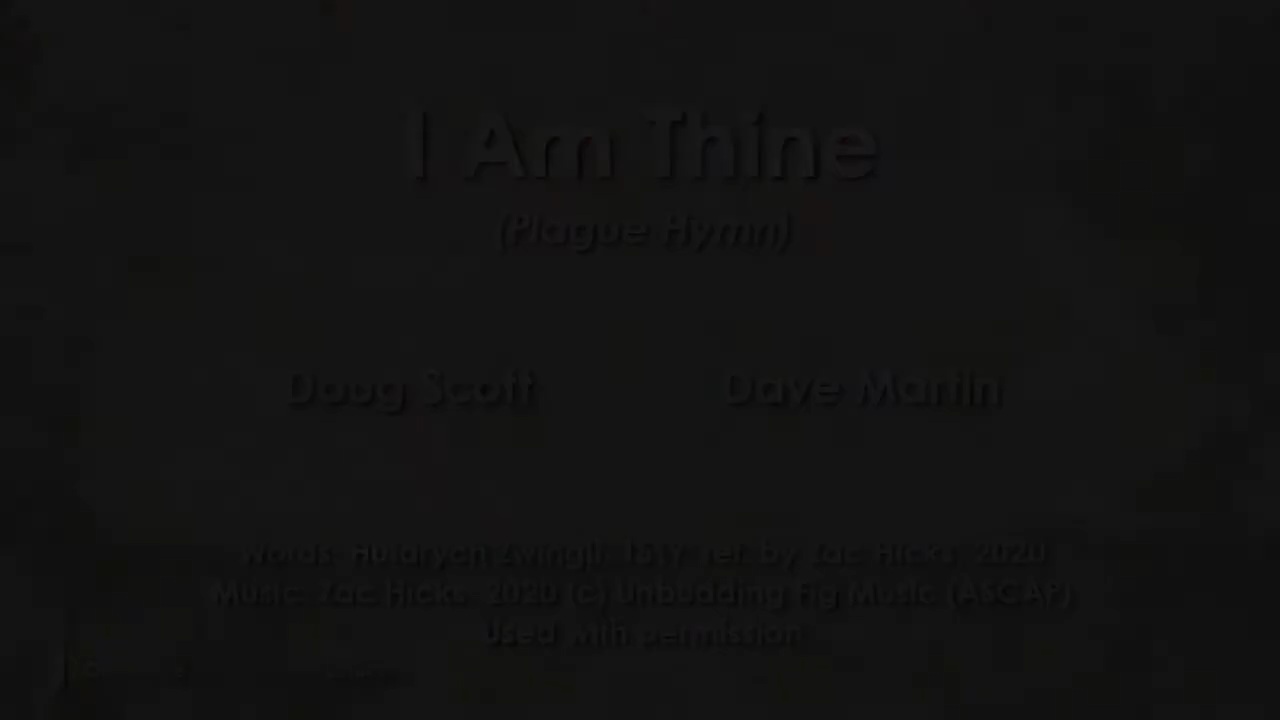 I Am Thine
(Plague Hymn)
Doug Scott
Dave Martin
Words: Huldrych Zwingli, 1519, ref. by Zac Hicks, 2020
Music: Zac Hicks, 2020 (c) Unbudding Fig Music (ASCAP)
Used with permission